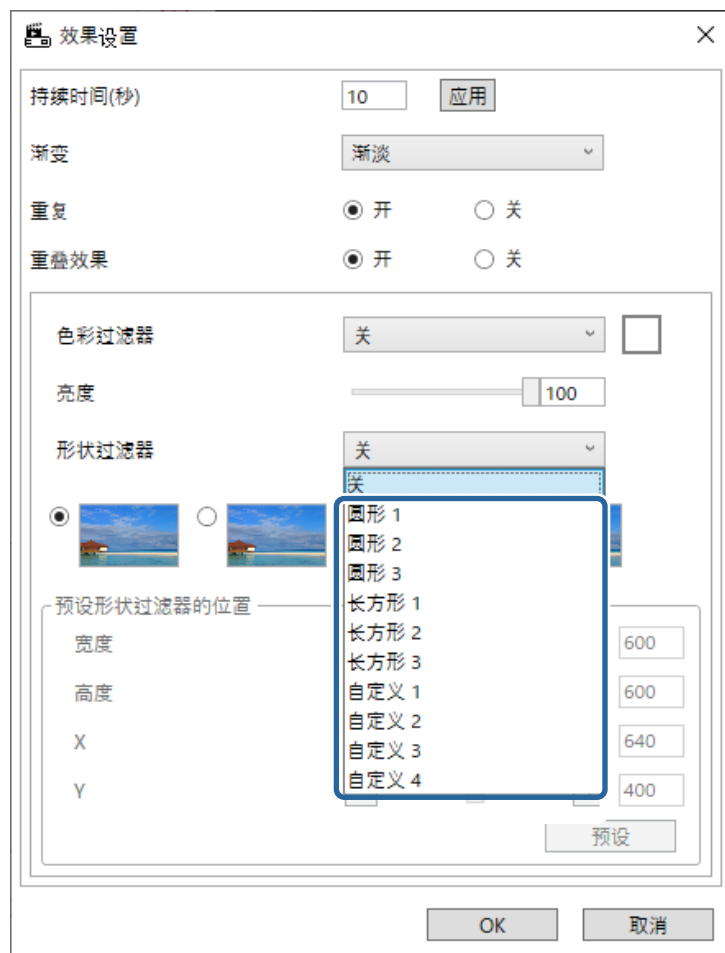 效果设置
持续时间(秒) 10 应用
渐变 渐淡
重复 开 关
重叠效果 开 关
色彩过滤器 关
亮度 100
形状过滤器 关
关
圆形 1
圆形 2
圆形 3
长方形 1
长方形 2
长方形 3
自定义 1
自定义 2
自定义 3
自定义 4
预设形状过滤器的位置
宽度 600
高度 600
X 640
Y 400
预设
OK 取消